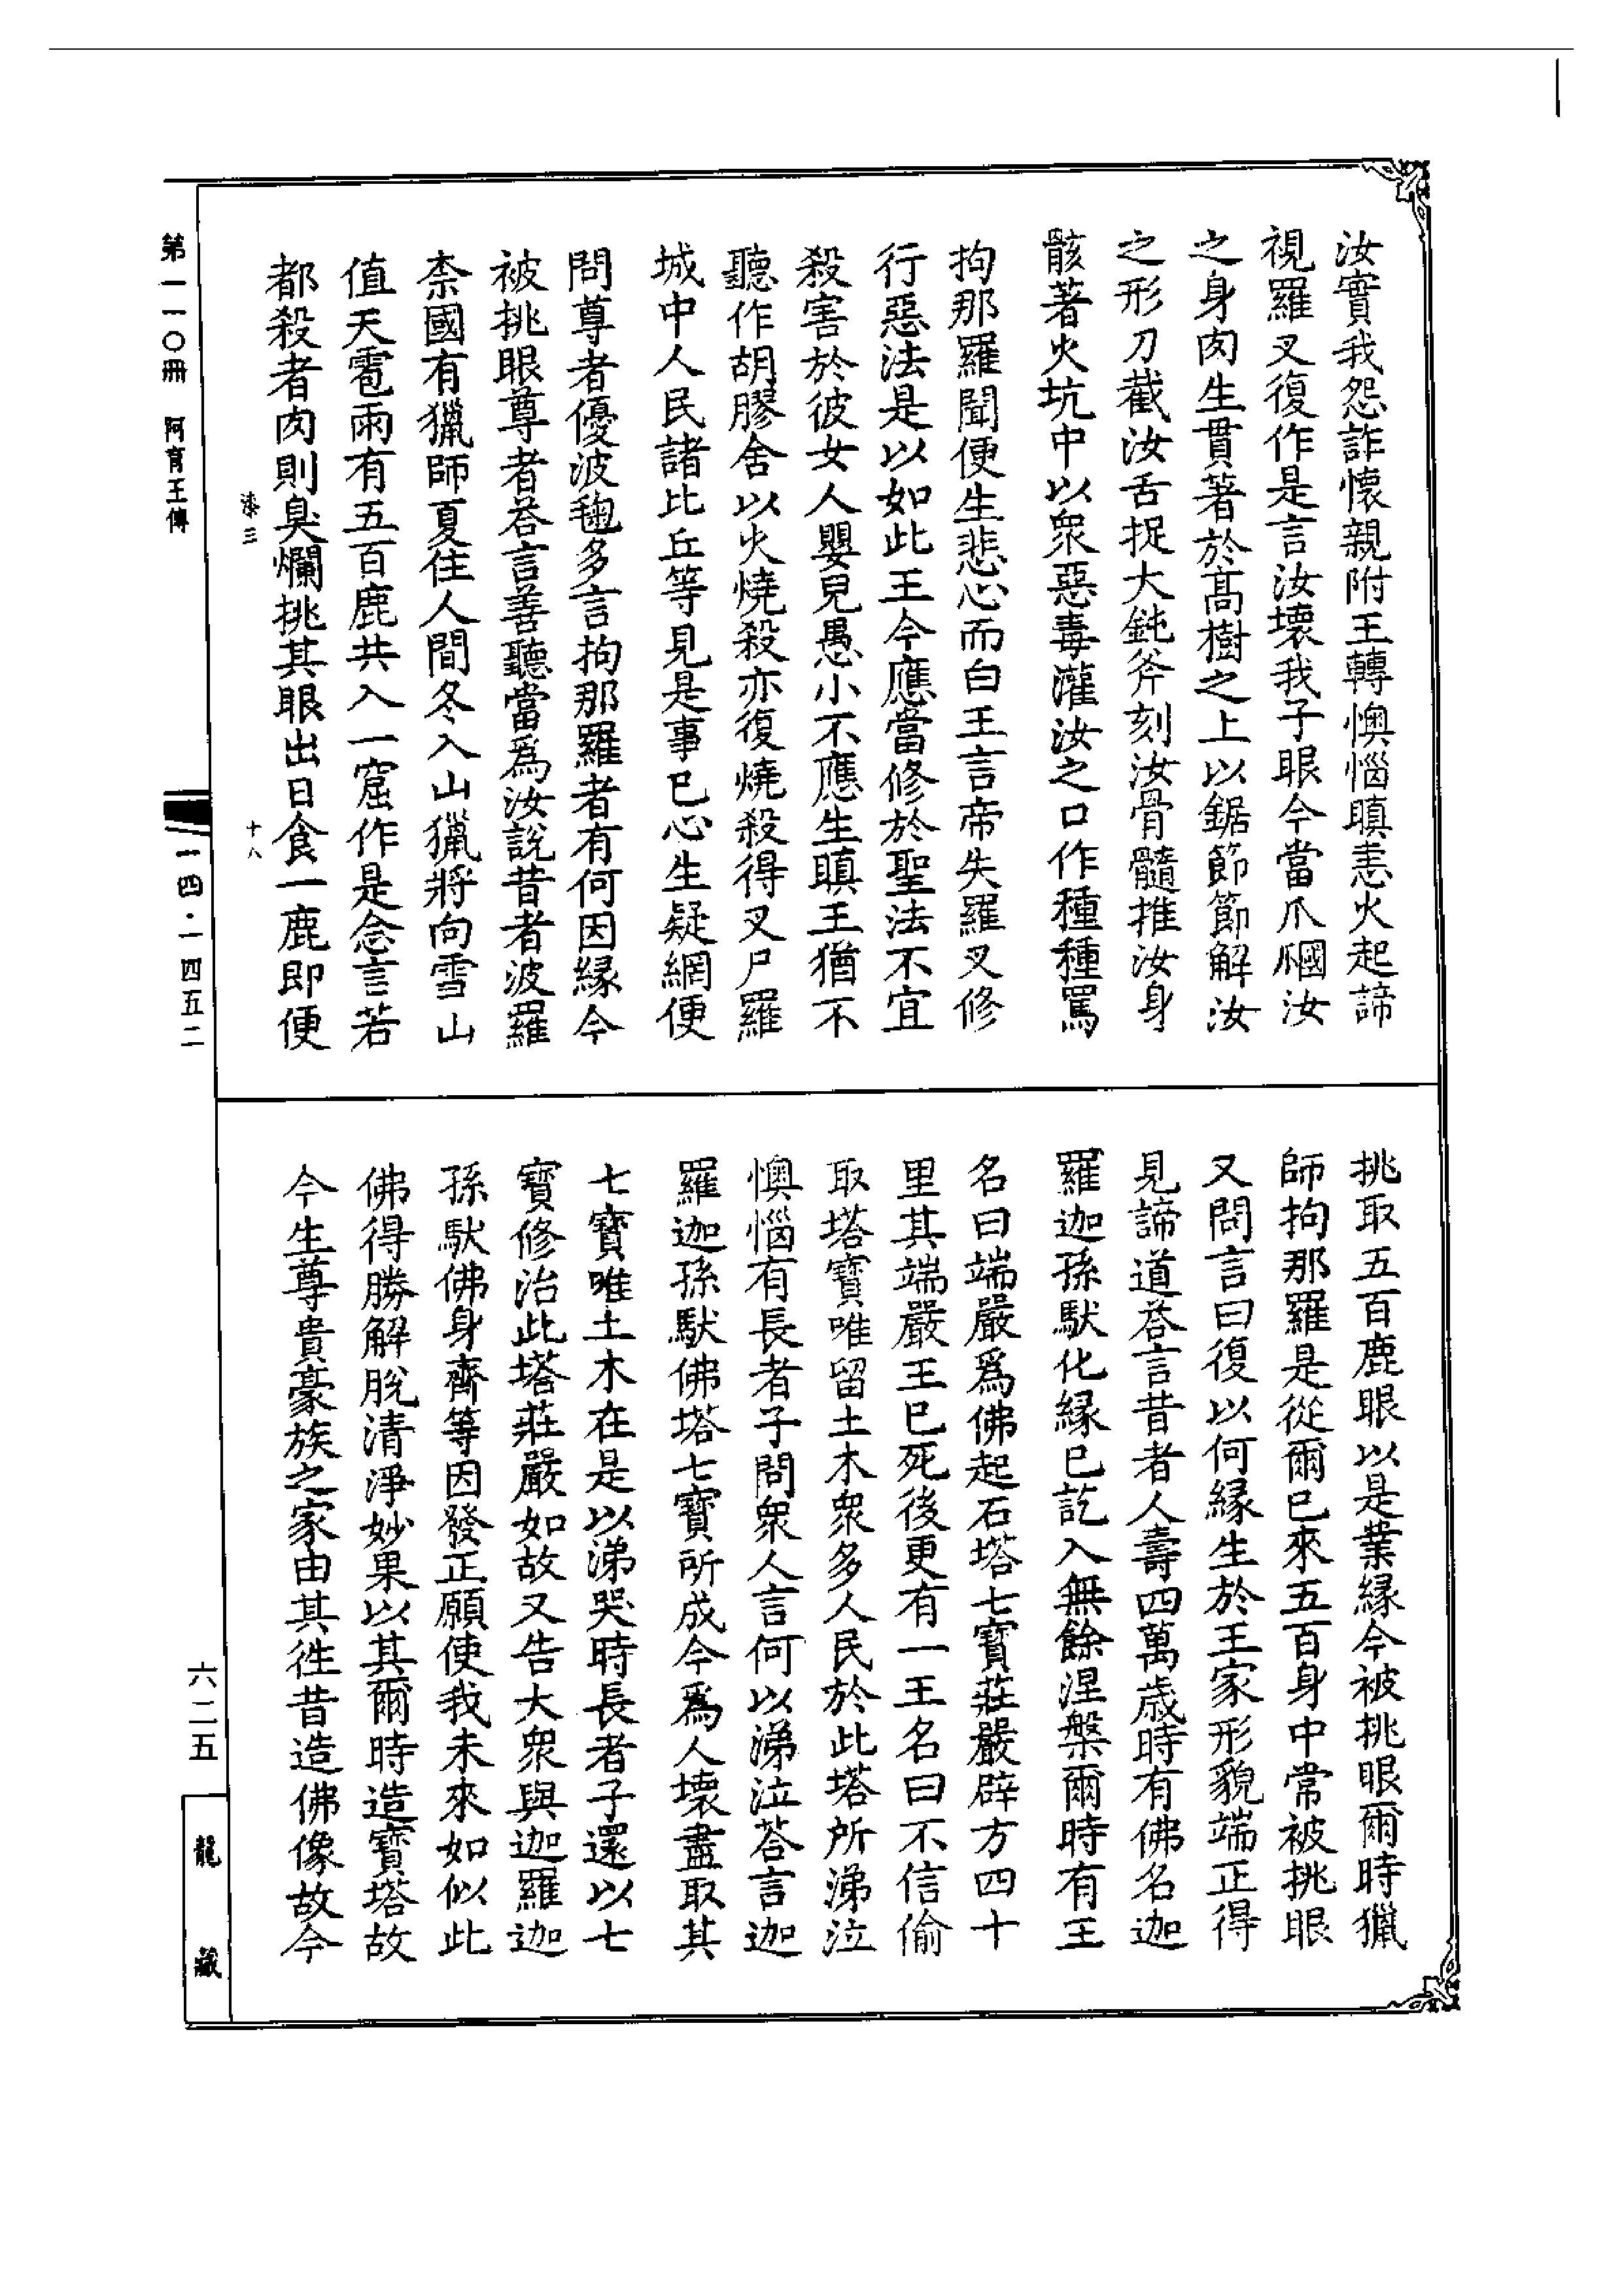 汝實我怨詐懷親附王轉懊惱瞋恚火起諦
視羅叉復作是言汝壞我子眼今當爪㧢汝
之身肉生貫著於髙樹之上以鋸節節解汝
之形刀截汝舌捉大鈍斧刻汝骨髓推汝身
骸著火坑中以衆惡毒灌汝之口作種種罵
拘那羅聞便生悲心而白王言帝失羅叉修
行惡法是以如此王今應當修於聖法不宜
殺害於彼女人嬰兒愚小不應生瞋王猶不
聽作胡膠舍以火燒殺亦復燒殺得叉尸羅
城中人民諸比丘等見是事已心生疑網便
問尊者優波毱多言拘那羅者有何因緣今
被挑眼尊者荅言善聽當爲汝説昔者波羅
柰國有獵師夏住人間冬入山獵將向雪山
值天雹雨有五百鹿共入一窟作是念言若
都殺者肉則臭爛挑其眼出日食一鹿即便
漆三
十八
第一一〇冊 阿育王傳
一四·一四五二
挑取五百鹿眼以是業緣今被挑眼爾時獵
師拘那羅是從爾已來五百身中常被挑眼
又問言曰復以何緣生於王家形貌端正得
見諦道荅言昔者人壽四萬歲時有佛名迦
羅迦孫馱化緣已訖入無餘涅槃爾時有王
名曰端嚴爲佛起石塔七寶莊嚴辟方四十
里其端嚴王已死後更有一王名曰不信偷
取塔寶唯留土木衆多人民於此塔所涕泣
懊惱有長者子問衆人言何以涕泣荅言迦
羅迦孫馱佛塔七寶所成今爲人壞盡取其
七寶唯土木在是以涕哭時長者子還以七
寶修治此塔莊嚴如故又告大衆與迦羅迦
孫馱佛身齊等因發正願使我未來如似此
佛得勝解脫清淨妙果以其爾時造寶塔故
今生尊貴豪族之家由其徃昔造佛像故今
六二五
龍藏